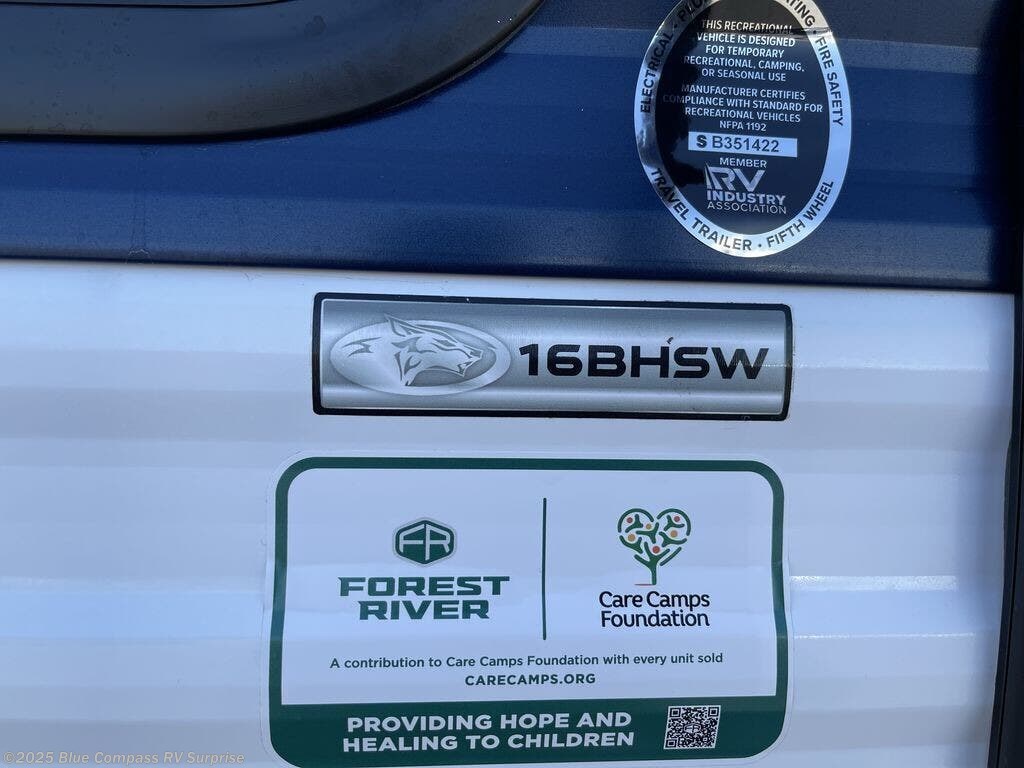 ELECTRICAL • PLU
TING • FIRE SAFETY
THIS RECREATIONAL
VEHICLE IS DESIGNED
FOR TEMPORARY
RECREATIONAL, CAMPING,
OR SEASONAL USE
MANUFACTURER CERTIFIES
COMPLIANCE WITH STANDARD FOR
RECREATIONAL VEHICLES
NFPA 1192
S B351422
MEMBER
RV
INDUSTRY
ASSOCIATION
TRAVEL TRAILER • FIFTH WHEEL
16BHSW
FR
FOREST
RIVER
Care Camps
Foundation
A contribution to Care Camps Foundation with every unit sold
CARECAMPS.ORG
PROVIDING HOPE AND
HEALING TO CHILDREN
©2025 Blue Compass RV Surprise